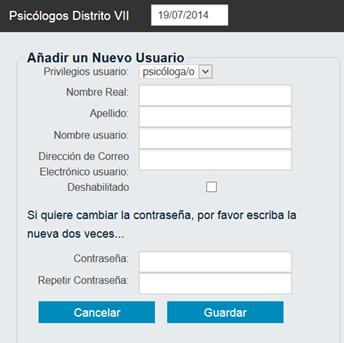 Psicólogos Distrito VII 19/07/2014
Añadir un Nuevo Usuario
Privilegios usuario: psicóloga/o
Nombre Real:
Apellido:
Nombre usuario:
Dirección de Correo
Electrónico usuario:
Deshabilitado
Si quiere cambiar la contraseña, por favor escriba la
nueva dos veces...
Contraseña:
Repetir Contraseña:
Cancelar Guardar